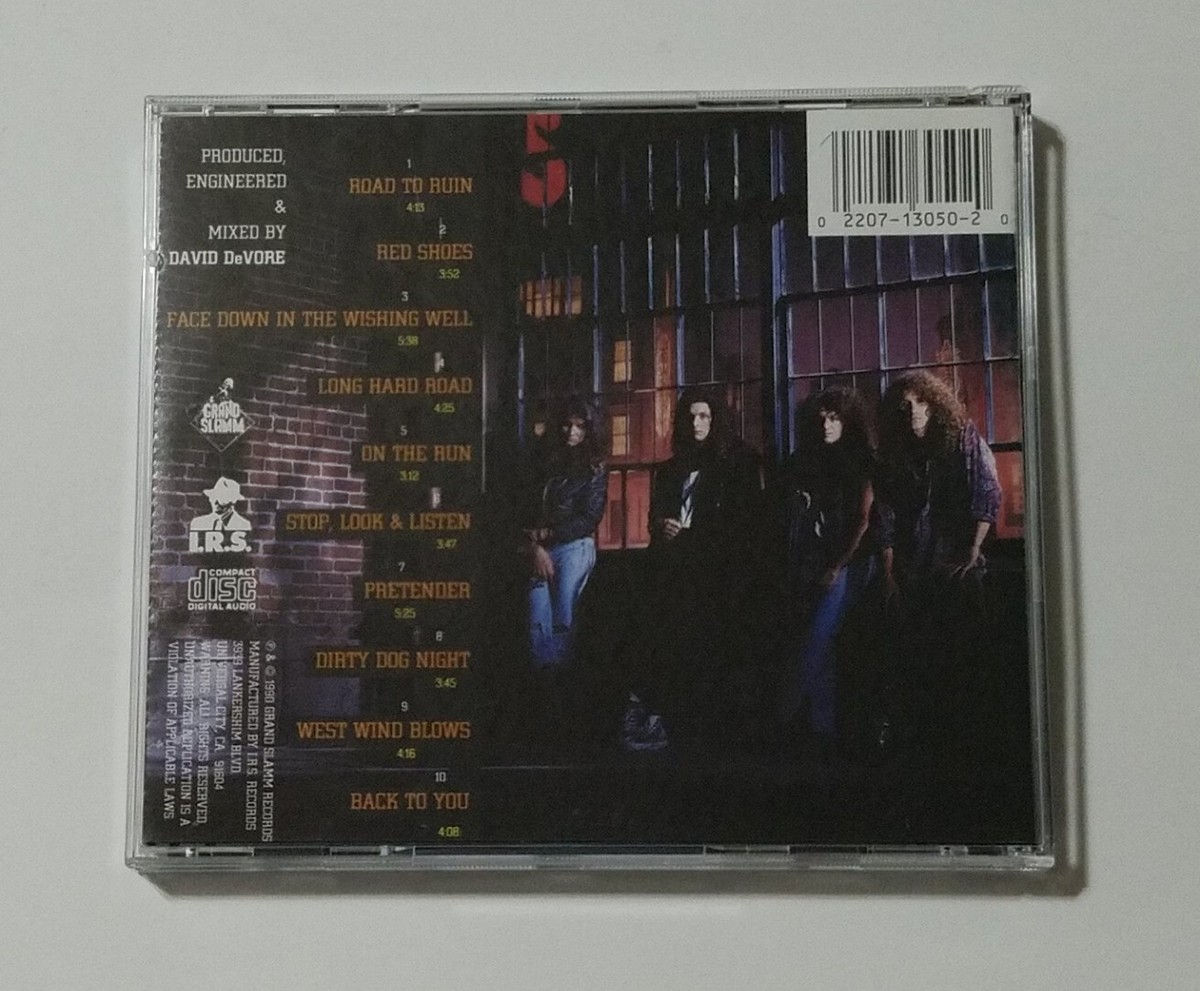 PRODUCED,
ENGINEERED
&
MIXED BY
DAVID DeVORE
1
ROAD TO RUIN
4:13
2
RED SHOES
3:52
3
FACE DOWN IN THE WISHING WELL
5:38
4
LONG HARD ROAD
4:25
5
ON THE RUN
3:12
6
STOP, LOOK & LISTEN
3:47
7
PRETENDER
5:25
8
DIRTY DOG NIGHT
3:45
9
WEST WIND BLOWS
4:16
10
BACK TO YOU
4:08
GRAND
SLAMM
I.R.S.
COMPACT
disc
DIGITAL AUDIO
℗ & © 1990 GRAND SLAMM RECORDS
MANUFACTURED BY I.R.S. RECORDS
3939 LANKERSHIM BLVD.
UNIVERSAL CITY, CA 91604
WARNING: ALL RIGHTS RESERVED.
UNAUTHORIZED DUPLICATION IS A
VIOLATION OF APPLICABLE LAWS
5
0 2207-13050-2 0